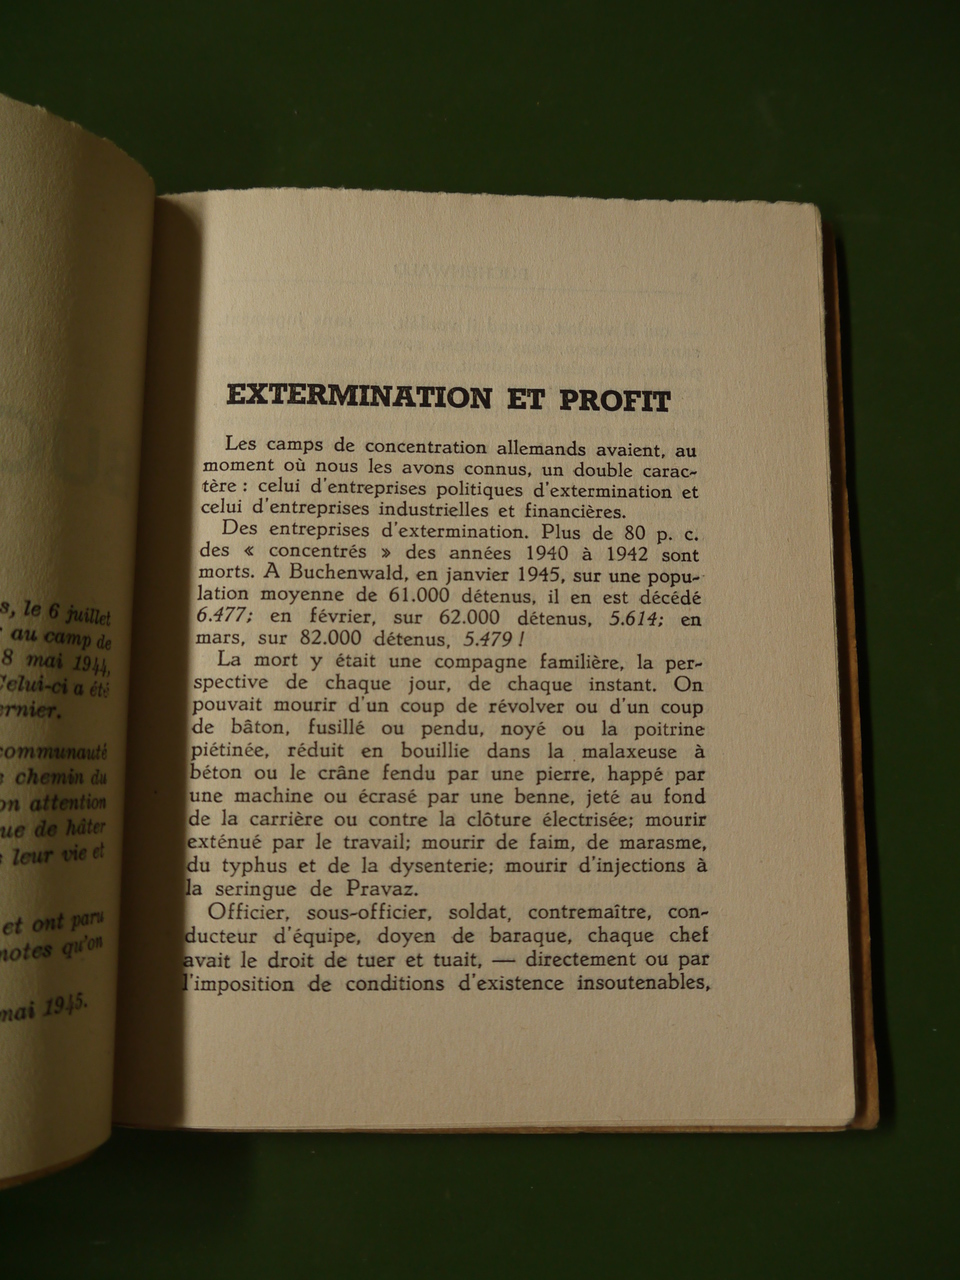 s, le 6 juillet
au camp de
8 mai 1944,
Celui-ci a été
ernier.
communauté
chemin du
on attention
ue de hâter
leur vie et
et ont paru
notes qu'on
mai 1945.
EXTERMINATION ET PROFIT
Les camps de concentration allemands avaient, au
moment où nous les avons connus, un double carac-
tère : celui d'entreprises politiques d'extermination et
celui d'entreprises industrielles et financières.
Des entreprises d'extermination. Plus de 80 p. c.
des « concentrés » des années 1940 à 1942 sont
morts. A Buchenwald, en janvier 1945, sur une popu-
lation moyenne de 61.000 détenus, il en est décédé
6.477; en février, sur 62.000 détenus, 5.614; en
mars, sur 82.000 détenus, 5.479 !
La mort y était une compagne familière, la per-
spective de chaque jour, de chaque instant. On
pouvait mourir d'un coup de révolver ou d'un coup
de bâton, fusillé ou pendu, noyé ou la poitrine
piétinée, réduit en bouillie dans la malaxeuse à
béton ou le crâne fendu par une pierre, happé par
une machine ou écrasé par une benne, jeté au fond
de la carrière ou contre la clôture électrisée; mourir
exténué par le travail; mourir de faim, de marasme,
du typhus et de la dysenterie; mourir d'injections à
la seringue de Pravaz.
Officier, sous-officier, soldat, contremaître, con-
ducteur d'équipe, doyen de baraque, chaque chef
avait le droit de tuer et tuait, — directement ou par
l'imposition de conditions d'existence insoutenables,